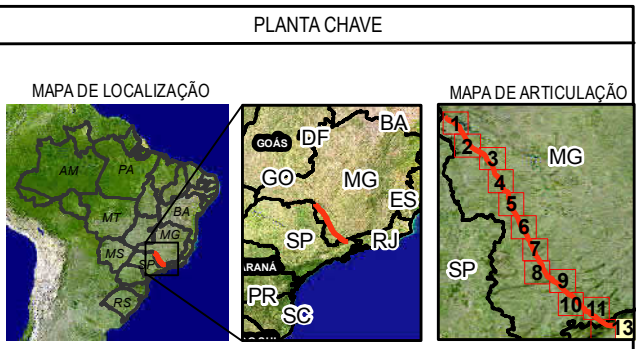 PLANTA CHAVE
MAPA DE LOCALIZAÇÃO
AM
PA
MT
BA
MG
MS
SP
RS
GOÁS
DF
BA
GO
MG
ES
SP
RJ
ARANÁ
PR
SC
MAPA DE ARTICULAÇÃO
1
2
3
MG
4
5
6
7
SP
8
9
10
11
13